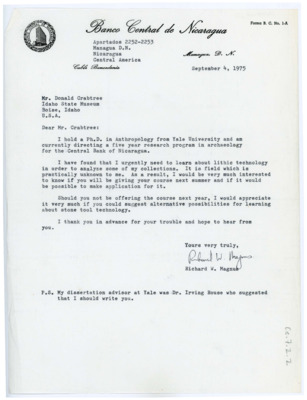 Forma B. C. No. 1-A
Banco Central de Nicaragua
Apartados 2252-2253
Managua D.N.
Nicaragua
Central America
Cable Bancentral
Managua, D. N.
September 4, 1975
Mr. Donald Crabtree
Idaho State Museum
Boise, Idaho
U.S.A.
Dear Mr. Crabtree:
I hold a Ph.D. in Anthropology from Yale University and am
currently directing a five year research program in archaeology
for the Central Bank of Nicaragua.
I have found that I urgently need to learn about lithic technology
in order to analyze some of my collections. It is field which is
practically unknown to me. As a result, I would be very much interested
to know if you will be giving your course next summer and if it would
be possible to make application for it.
Should you not be offering the course next year, I would appreciate
it very much if you could suggest alternative possibilities for learning
about stone tool technology.
I thank you in advance for your trouble and hope to hear from
you.
Yours very truly,
Richard W. Magnus
Richard W. Magnus
P.S. My dissertation advisor at Yale was Dr. Irving Rouse who suggested
that I should write you.